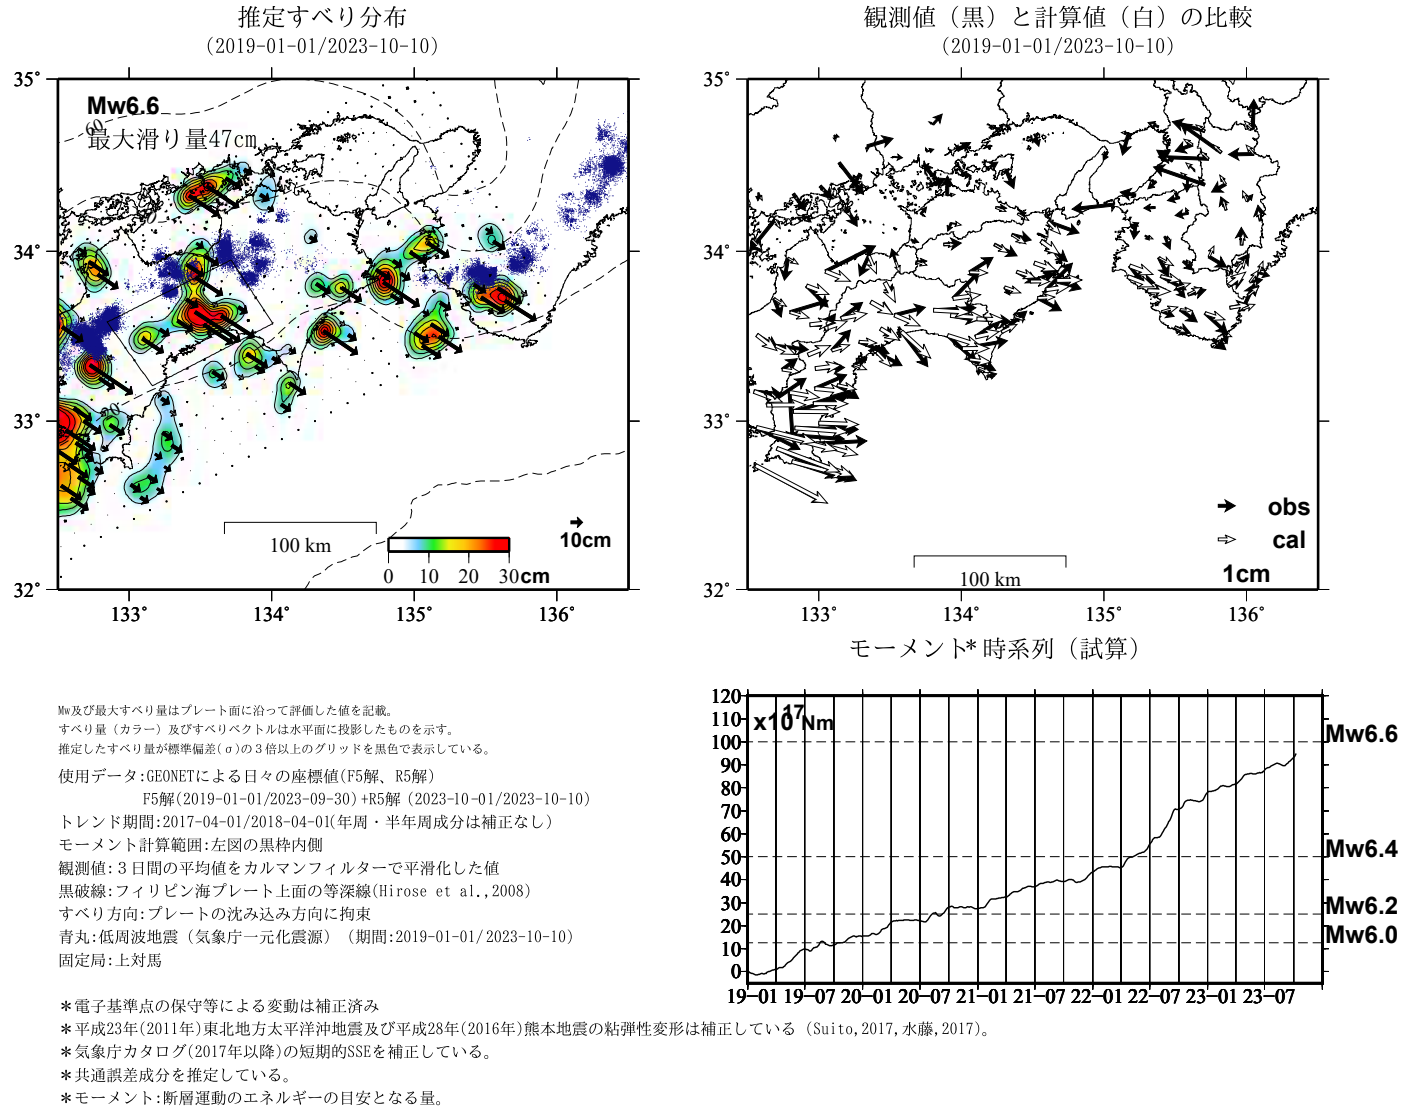 推定すべり分布
(2019-01-01/2023-10-10)
Mw6.6
60
最大滑り量47cm
35°
34°
33°
32°
133°
134°
135°
136°
100 km
10cm
0 10 20 30cm
観測値（黒）と計算値（白）の比較
(2019-01-01/2023-10-10)
35°
34°
33°
32°
133°
134°
135°
136°
100 km
obs
cal
1cm
モーメント* 時系列（試算）
x10¹⁷Nm
120
110
100
90
80
70
60
50
40
30
20
10
0
19-01 19-07 20-01 20-07 21-01 21-07 22-01 22-07 23-01 23-07
Mw6.6
Mw6.4
Mw6.2
Mw6.0
Mw及び最大すべり量はプレート面に沿って評価した値を記載。
すべり量（カラー）及びすべりベクトルは水平面に投影したものを示す。
推定したすべり量が標準偏差(σ)の３倍以上のグリッドを黒色で表示している。
使用データ:GEONETによる日々の座標値(F5解、R5解)
F5解(2019-01-01/2023-09-30)+R5解(2023-10-01/2023-10-10)
トレンド期間:2017-04-01/2018-04-01(年周・半年周成分は補正なし)
モーメント計算範囲:左図の黒枠内側
観測値:３日間の平均値をカルマンフィルターで平滑化した値
黒破線:フィリピン海プレート上面の等深線(Hirose et al.,2008)
すべり方向:プレートの沈み込み方向に拘束
青丸:低周波地震（気象庁一元化震源）（期間:2019-01-01/2023-10-10）
固定局:上対馬
＊電子基準点の保守等による変動は補正済み
＊平成23年(2011年)東北地方太平洋沖地震及び平成28年(2016年)熊本地震の粘弾性変形は補正している（Suito,2017,水藤,2017)。
＊気象庁カタログ(2017年以降)の短期的SSEを補正している。
＊共通誤差成分を推定している。
＊モーメント:断層運動のエネルギーの目安となる量。